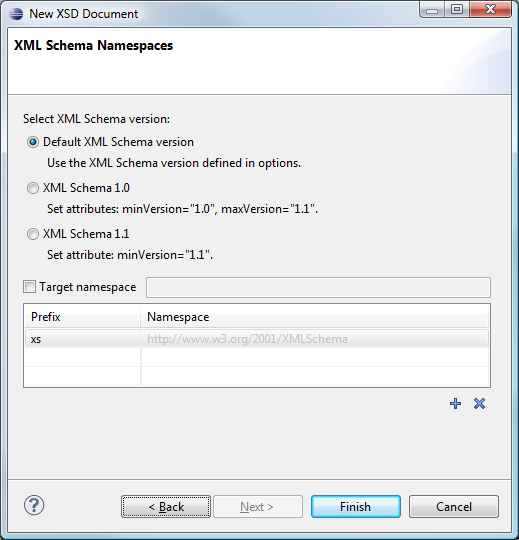 New XSD Document
XML Schema Namespaces
Select XML Schema version:
Default XML Schema version
Use the XML Schema version defined in options.
XML Schema 1.0
Set attributes: minVersion="1.0", maxVersion="1.1".
XML Schema 1.1
Set attribute: minVersion="1.1".
Target namespace
Prefix Namespace
xs http://www.w3.org/2001/XMLSchema
? < Back Next > Finish Cancel